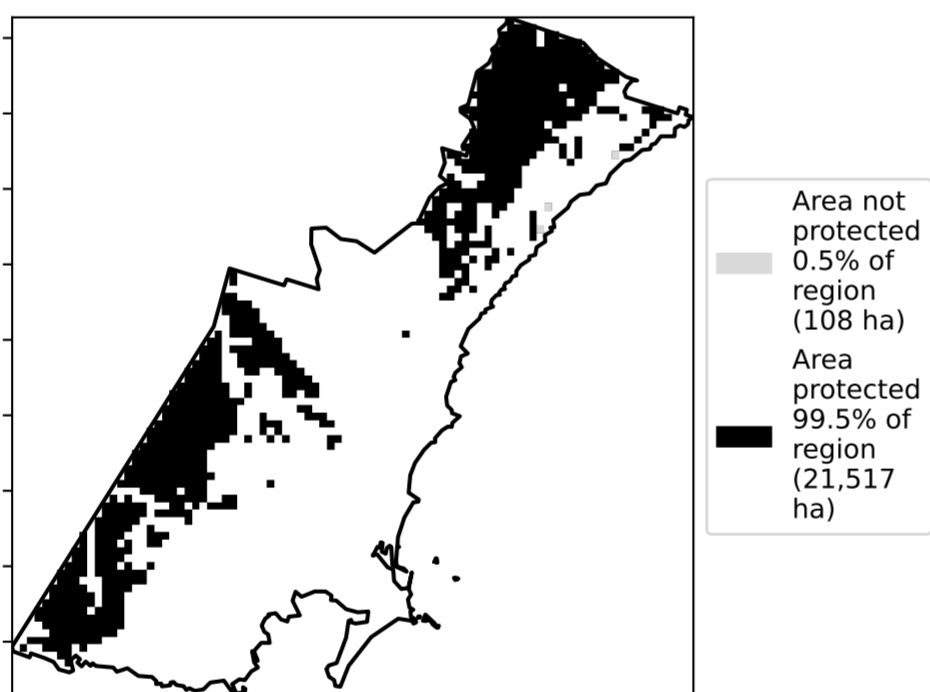 Area not
protected
0.5% of
region
(108 ha)
Area
protected
99.5% of
region
(21,517
ha)